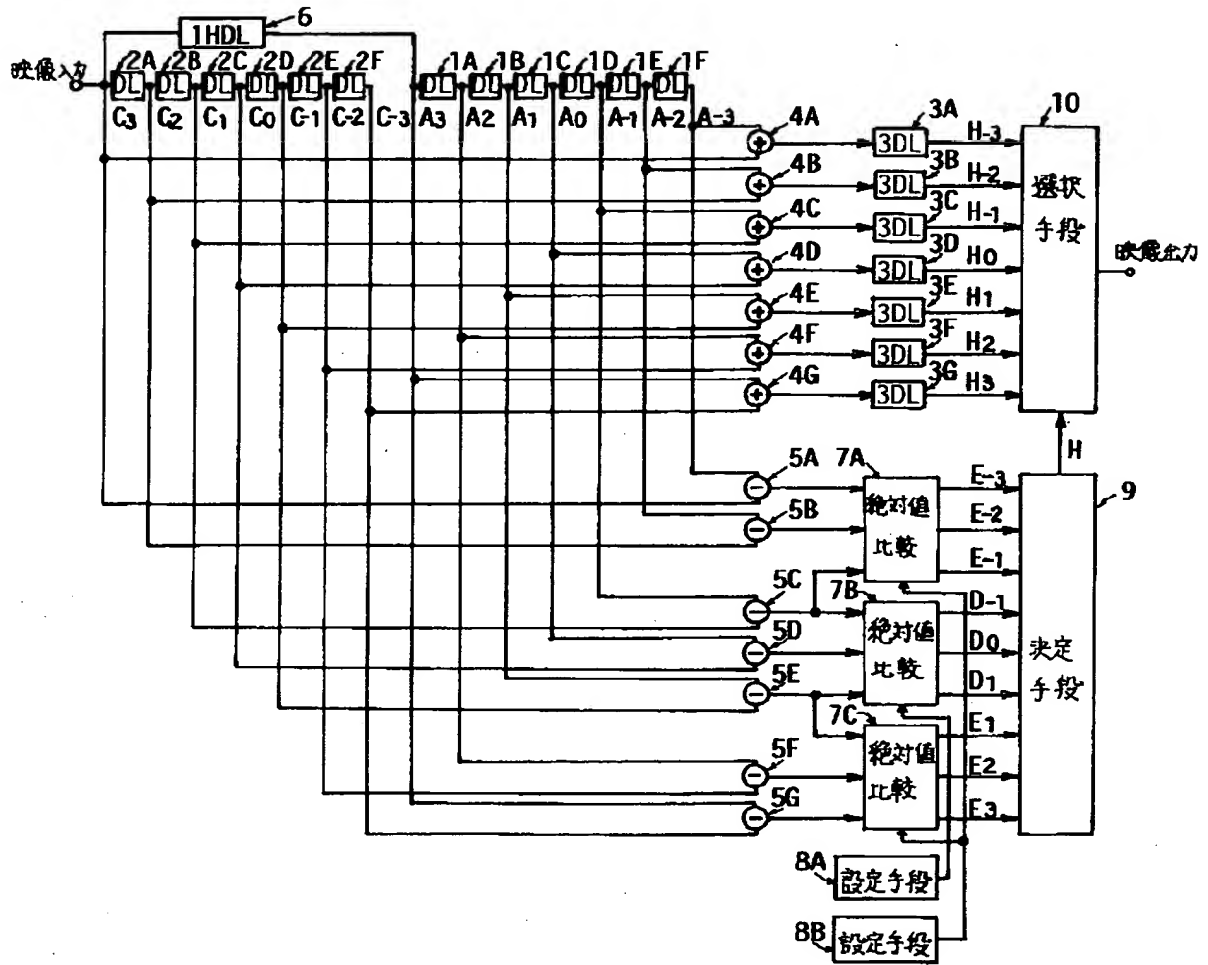 6
1HDL
映像入力
2A 2B 2C 2D 2E 2F 1A 1B 1C 1D 1E 1F
DL DL DL DL DL DL DL DL DL DL DL DL
C3 C2 C1 C0 C-1 C-2 C-3 A3 A2 A1 A0 A-1 A-2 A-3
4A 3A H-3 10
3DL
4B 3B H-2
3DL
4C 3C H-1
3DL
4D 3D H0
3DL
4E 3E H1
3DL
4F 3F H2
3DL
4G 3G H3
3DL
選択
手段
映像出力
H
5A 7A E-3 9
5B E-2
絶対値
比較
E-1
5C 7B D-1
5D D0
絶対値
比較
5E D1
決定
手段
7C E1
5F E2
絶対値
比較
5G E3
8A 設定手段
8B 設定手段